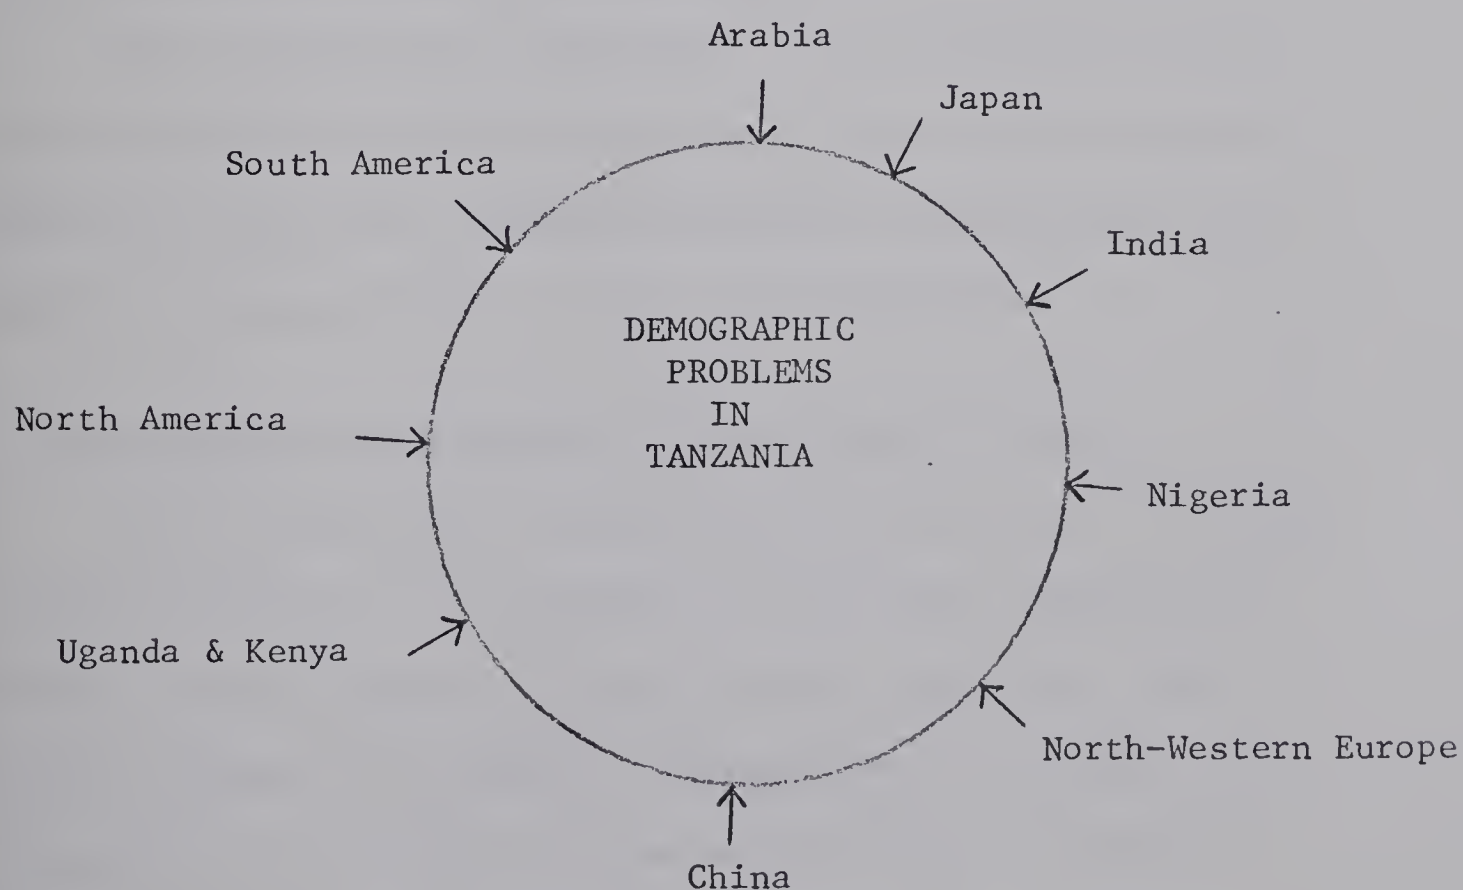 Arabia
Japan
South America
India
DEMOGRAPHIC
PROBLEMS
IN
TANZANIA
North America
Nigeria
Uganda & Kenya
North-Western Europe
China